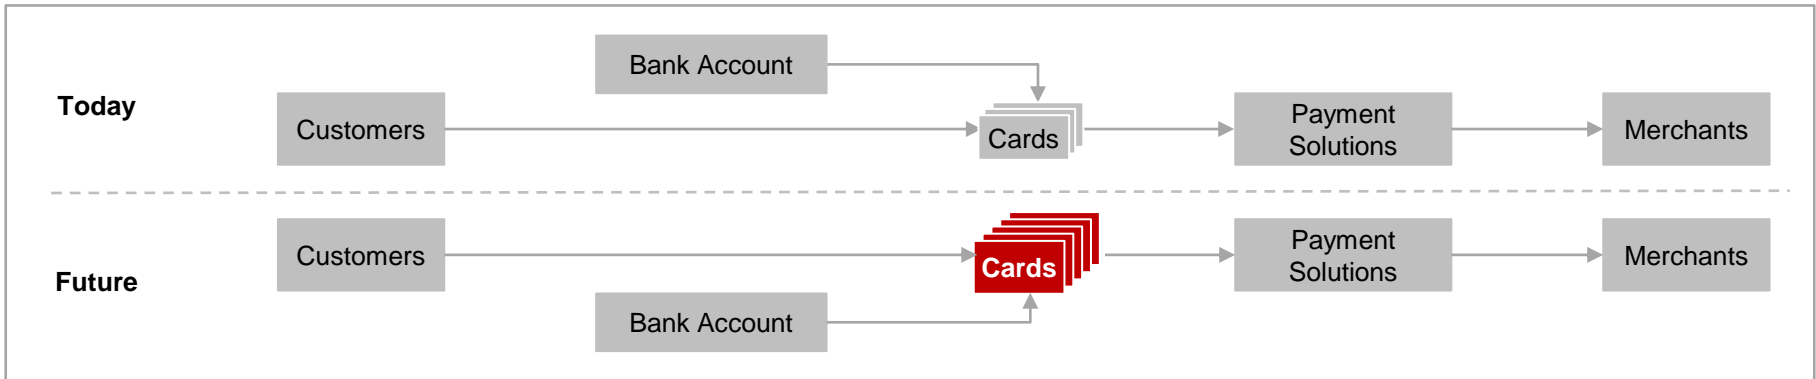 Bank Account
Today
Customers
Cards
Payment
Solutions
Merchants
Customers
Cards
Payment
Solutions
Merchants
Future
Bank Account